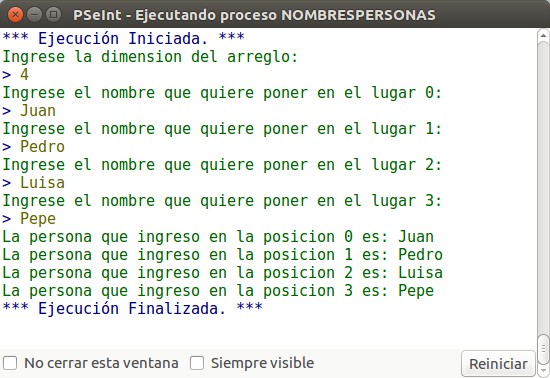 PSeInt - Ejecutando proceso NOMBRESPERSONAS
*** Ejecución Iniciada. ***
Ingrese la dimension del arreglo:
> 4
Ingrese el nombre que quiere poner en el lugar 0:
> Juan
Ingrese el nombre que quiere poner en el lugar 1:
> Pedro
Ingrese el nombre que quiere poner en el lugar 2:
> Luisa
Ingrese el nombre que quiere poner en el lugar 3:
> Pepe
La persona que ingreso en la posicion 0 es: Juan
La persona que ingreso en la posicion 1 es: Pedro
La persona que ingreso en la posicion 2 es: Luisa
La persona que ingreso en la posicion 3 es: Pepe
*** Ejecución Finalizada. ***
No cerrar esta ventana Siempre visible Reiniciar